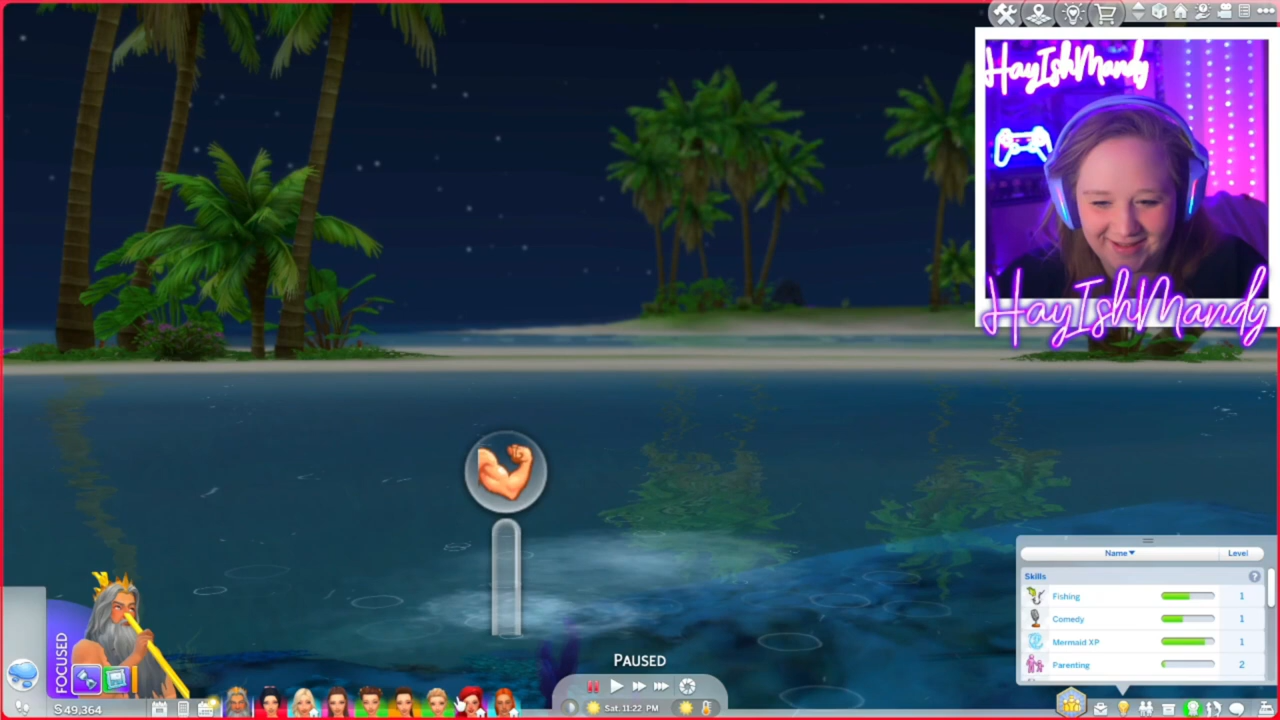 HayIshMandy
HayIshMandy
Name Level
Skills ?
Fishing 1
Comedy 1
Mermaid XP 1
Parenting 2
PAUSED
FOCUSED
§49,364
Sat. 11:22 PM